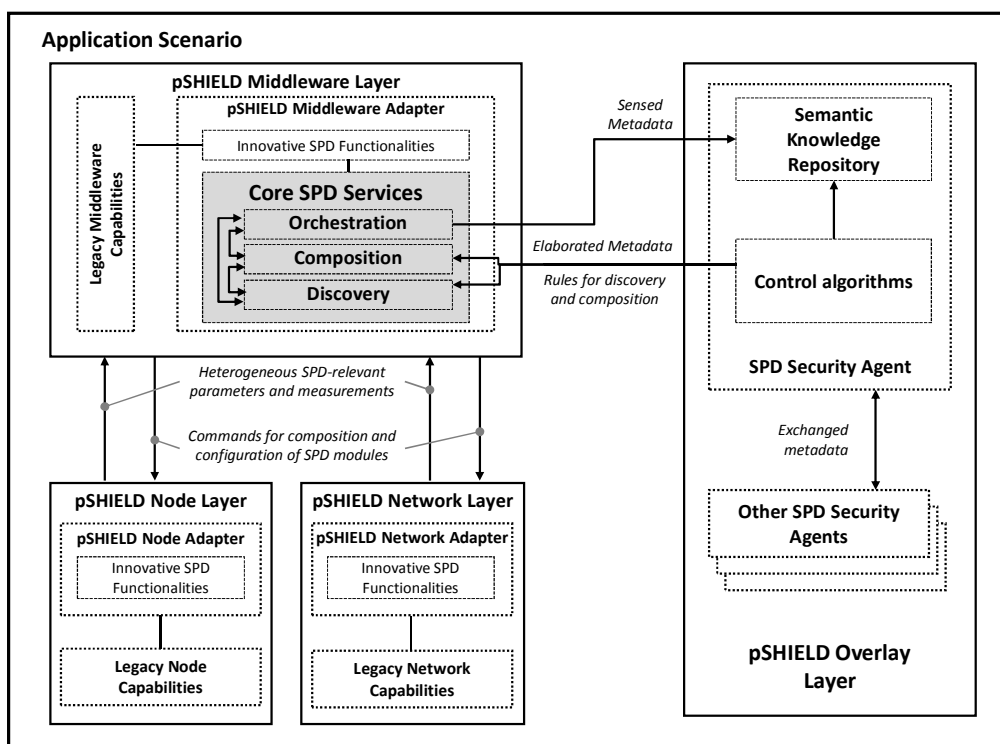 Application Scenario
pSHIELD Middleware Layer
pSHIELD Middleware Adapter
Legacy Middleware
Capabilities
Innovative SPD Functionalities
Core SPD Services
Orchestration
Composition
Discovery
Sensed
Metadata
Elaborated Metadata
Rules for discovery
and composition
Semantic
Knowledge
Repository
Control algorithms
SPD Security Agent
Exchanged
metadata
Other SPD Security
Agents
pSHIELD Overlay
Layer
Heterogeneous SPD-relevant
parameters and measurements
Commands for composition and
configuration of SPD modules
pSHIELD Node Layer
pSHIELD Node Adapter
Innovative SPD
Functionalities
Legacy Node
Capabilities
pSHIELD Network Layer
pSHIELD Network Adapter
Innovative SPD
Functionalities
Legacy Network
Capabilities